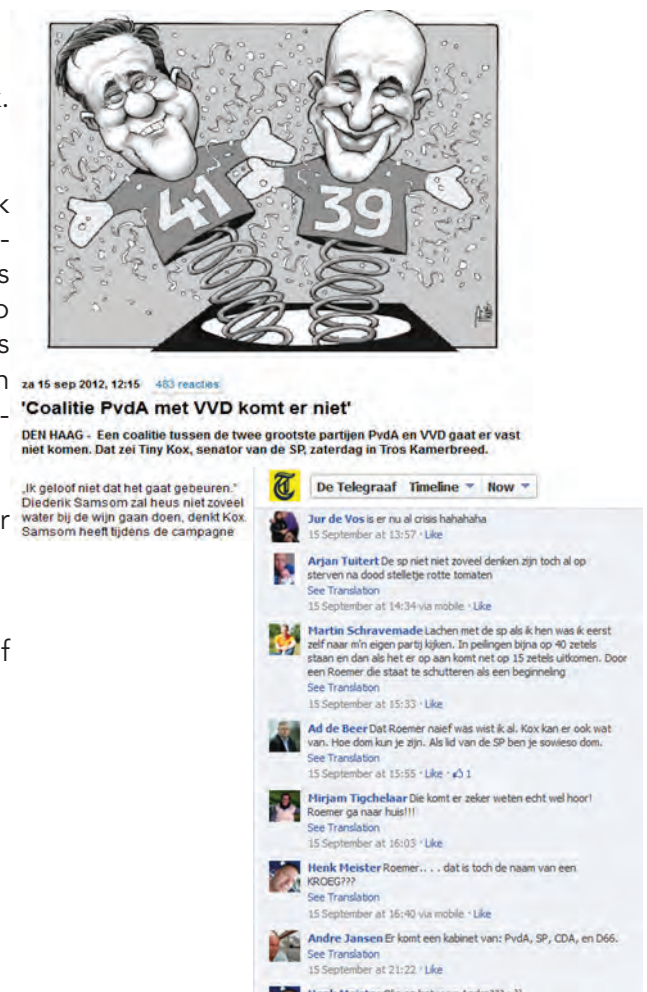 k
-
s
o
s
n
-
r
f
41
39
za 15 sep 2012, 12:15 483 reacties
'Coalitie PvdA met VVD komt er niet'
DEN HAAG - Een coalitie tussen de twee grootste partijen PvdA en VVD gaat er vast
niet komen. Dat zei Tiny Kox, senator van de SP, zaterdag in Tros Kamerbreed.
„Ik geloof niet dat het gaat gebeuren.”
Diederik Samsom zal heus niet zoveel
water bij de wijn gaan doen, denkt Kox.
Samsom heeft tijdens de campagne
De Telegraaf Timeline Now
Jur de Vos is er nu al crisis hahahaha
15 September at 13:57 · Like
Arjan Tuitert De sp niet niet zoveel denken zijn toch al op
sterven na dood stelletje rotte tomaten
See Translation
15 September at 14:34 via mobile · Like
Martin Schravemade Lachen met de sp als ik hen was ik eerst
zelf naar m'n eigen partij kijken. In peilingen bijna op 40 zetels
staan en dan als het er op aan komt net op 15 zetels uitkomen. Door
een Roemer die staat te schutteren als een beginneling
See Translation
15 September at 15:33 · Like
Ad de Beer Dat Roemer naief was wist ik al. Kox kan er ook wat
van. Hoe dom kun je zijn. Als lid van de SP ben je sowieso dom.
See Translation
15 September at 15:55 · Like · 1
Mirjam Tigchelaar Die komt er zeker weten echt wel hoor!
Roemer ga naar huis!!!
See Translation
15 September at 16:03 · Like
Henk Meister Roemer.. . . dat is toch de naam van een
KROEG???
See Translation
15 September at 16:40 via mobile · Like
Andre Jansen Er komt een kabinet van: PvdA, SP, CDA, en D66.
See Translation
15 September at 21:22 · Like